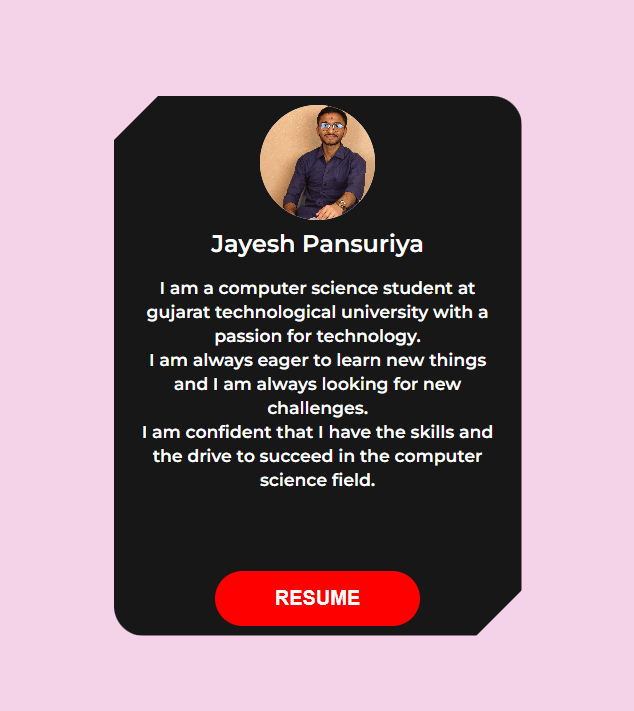 Jayesh Pansuriya
I am a computer science student at
gujarat technological university with a
passion for technology.
I am always eager to learn new things
and I am always looking for new
challenges.
I am confident that I have the skills and
the drive to succeed in the computer
science field.
RESUME